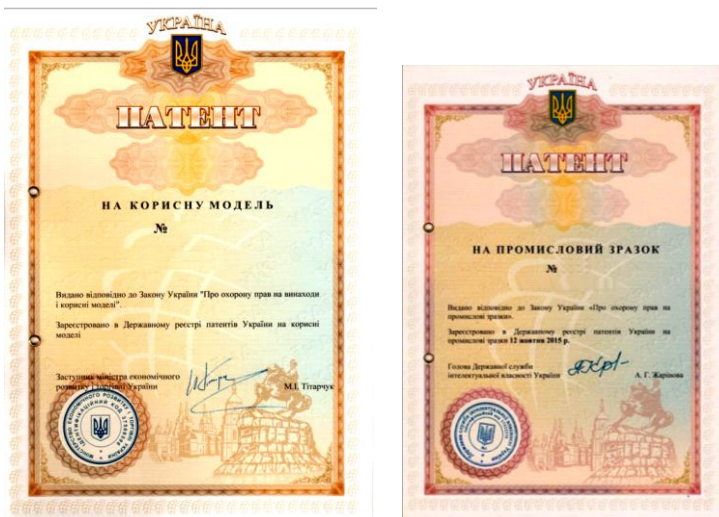 УКРАЇНА
ПАТЕНТ
НА КОРИСНУ МОДЕЛЬ
№
Видано відповідно до Закону України "Про охорону прав на винаходи
і корисні моделі".
Зареєстровано в Державному реєстрі патентів України на корисні
моделі
Заступник міністра економічного
розвитку і торгівлі України
М.І. Тітарчук
УКРАЇНА
ПАТЕНТ
НА ПРОМИСЛОВИЙ ЗРАЗОК
№
Видано відповідно до Закону України «Про охорону прав на
промислові зразки».
Зареєстровано в Державному реєстрі патентів України на
промислові зразки 12 жовтня 2015 р.
Голова Державної служби
інтелектуальної власності України
А. Г. Жарінова